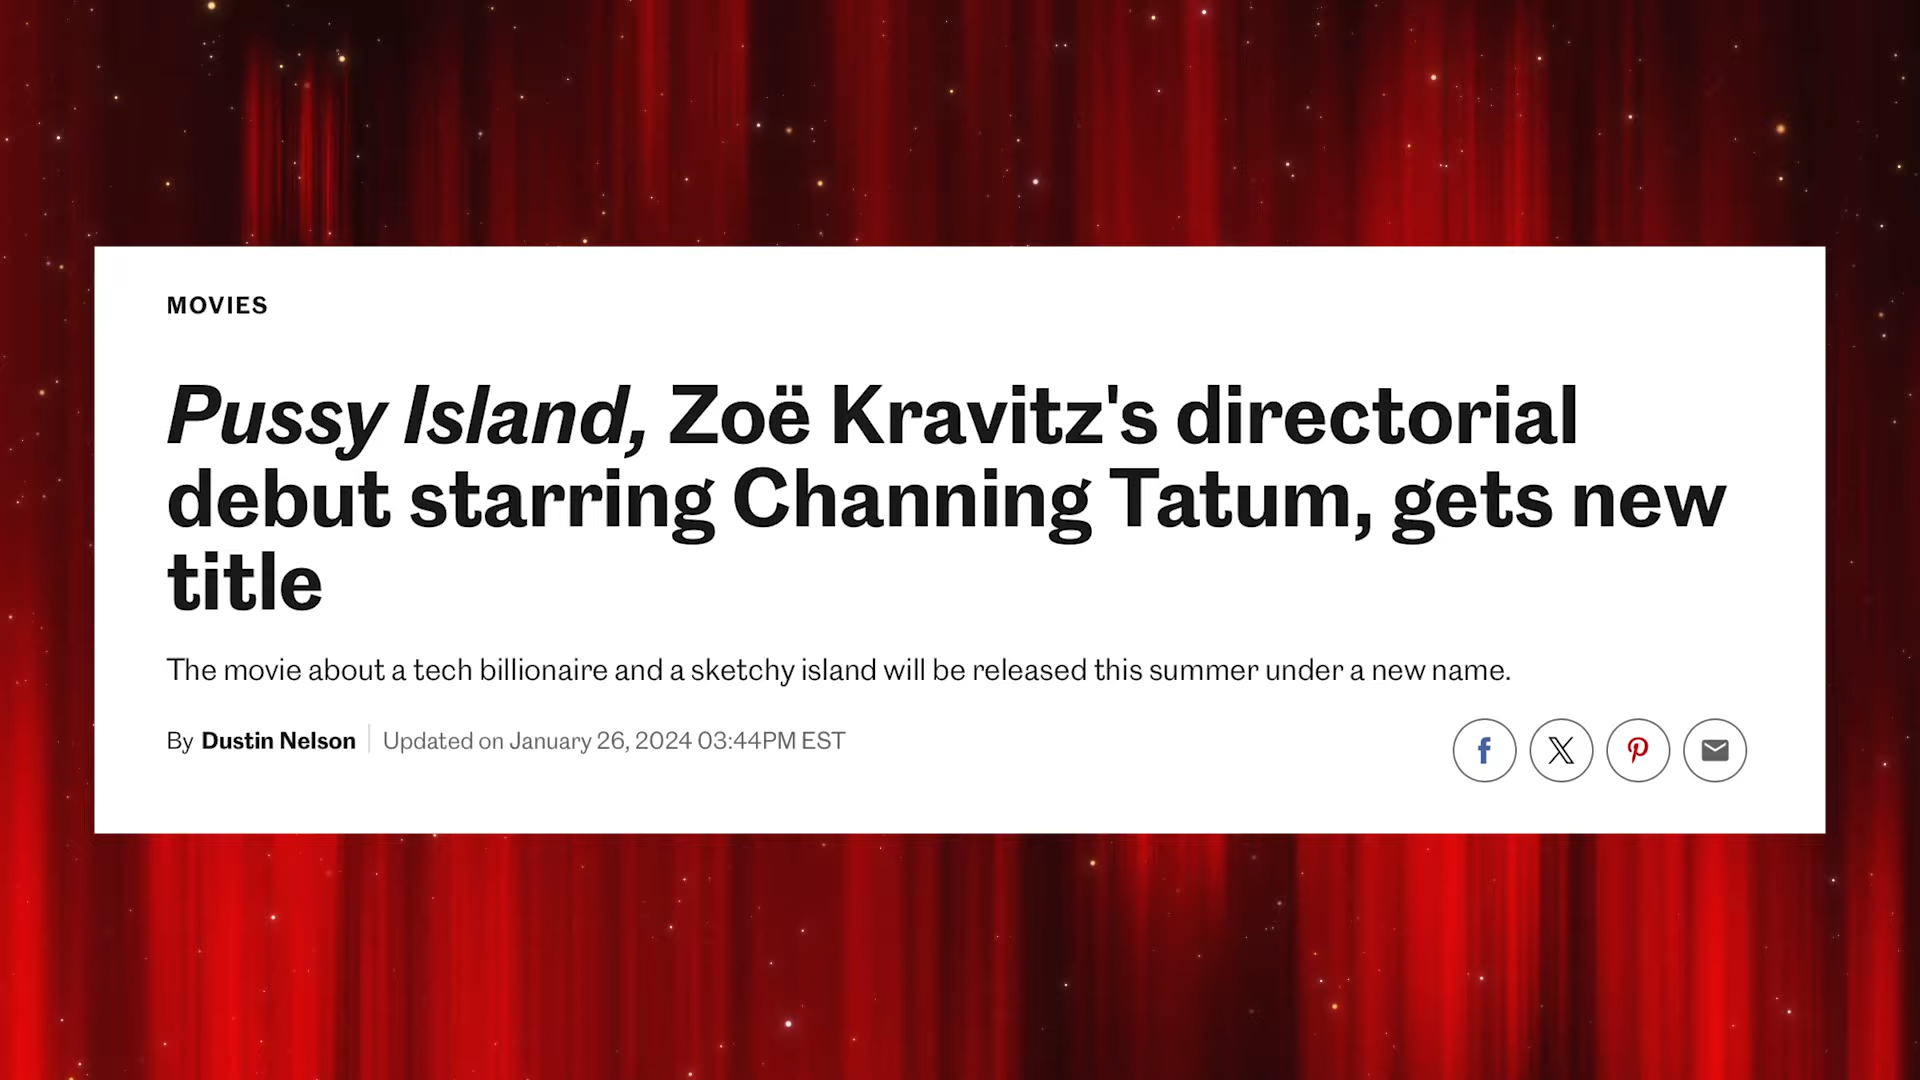 MOVIES
Pussy Island, Zoë Kravitz's directorial
debut starring Channing Tatum, gets new
title
The movie about a tech billionaire and a sketchy island will be released this summer under a new name.
By Dustin Nelson Updated on January 26, 2024 03:44PM EST